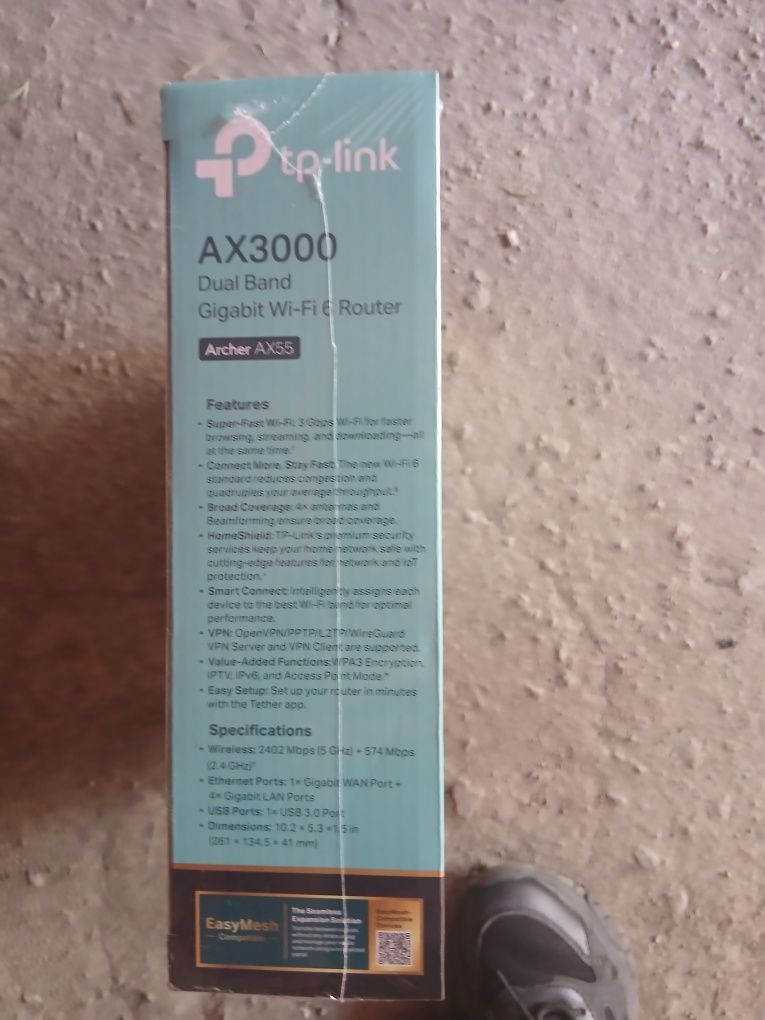 tp-link
AX3000
Dual Band
Gigabit Wi-Fi 6 Router
Archer AX55
Features
• Super-Fast Wi-Fi: 3 Gbps Wi-Fi for faster
browsing, streaming, and downloading—all
at the same time.
• Connect More, Stay Fast: The new Wi-Fi 6
standard reduces congestion and
quadruples your average throughput.
• Broad Coverage: 4× antennas and
Beamforming ensure broad coverage.
• HomeShield: TP-Link's premium security
services keep your home network safe with
cutting-edge features for network and IoT
protection.
• Smart Connect: Intelligently assigns each
device to the best Wi-Fi band for optimal
performance.
• VPN: OpenVPN/PPTP/L2TP/WireGuard
VPN Server and VPN Client are supported.
• Value-Added Functions: WPA3 Encryption,
IPTV, IPv6, and Access Point Mode.
• Easy Setup: Set up your router in minutes
with the Tether app.
Specifications
• Wireless: 2402 Mbps (5 GHz) + 574 Mbps
(2.4 GHz)
• Ethernet Ports: 1× Gigabit WAN Port +
4× Gigabit LAN Ports
• USB Ports: 1× USB 3.0 Port
• Dimensions: 10.2 × 5.3 ×1.5 in
(261 × 134.5 × 41 mm)
EasyMesh
Compatible
The Seamless
Expansion Solution
EasyMesh-
Compatible
Devices